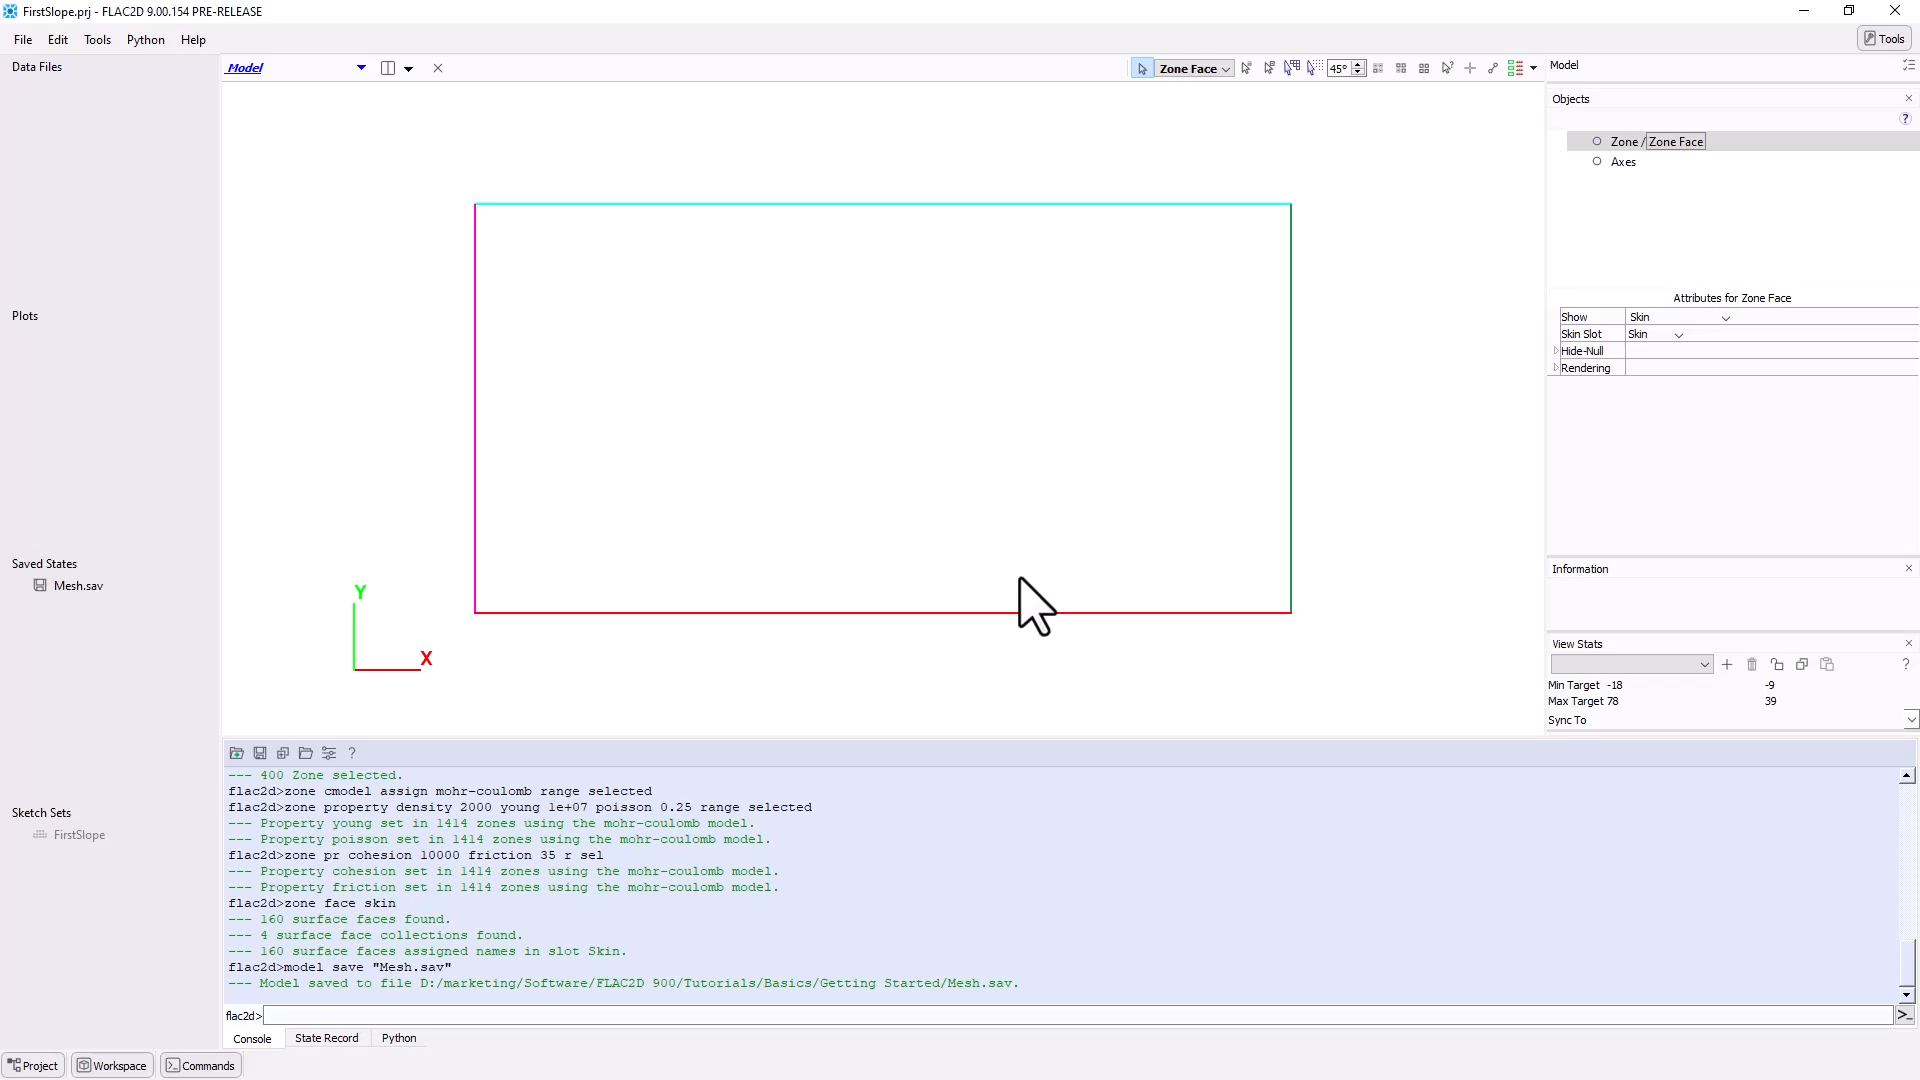 FirstSlope.prj - FLAC2D 9.00.154 PRE-RELEASE
File Edit Tools Python Help
Tools
Data Files
Model
Zone Face
45°
Model
Objects
?
Zone / Zone Face
Axes
Attributes for Zone Face
Show Skin
Skin Slot Skin
Hide-Null
Rendering
Plots
Saved States
Mesh.sav
Y
X
Information
View Stats
?
Min Target -18 -9
Max Target 78 39
Sync To
Sketch Sets
FirstSlope
?
--- 400 Zone selected.
flac2d>zone cmodel assign mohr-coulomb range selected
flac2d>zone property density 2000 young 1e+07 poisson 0.25 range selected
--- Property young set in 1414 zones using the mohr-coulomb model.
--- Property poisson set in 1414 zones using the mohr-coulomb model.
flac2d>zone pr cohesion 10000 friction 35 r sel
--- Property cohesion set in 1414 zones using the mohr-coulomb model.
--- Property friction set in 1414 zones using the mohr-coulomb model.
flac2d>zone face skin
--- 160 surface faces found.
--- 4 surface face collections found.
--- 160 surface faces assigned names in slot Skin.
flac2d>model save "Mesh.sav"
--- Model saved to file D:/marketing/Software/FLAC2D 900/Tutorials/Basics/Getting Started/Mesh.sav.
flac2d>
Console State Record Python
Project Workspace Commands